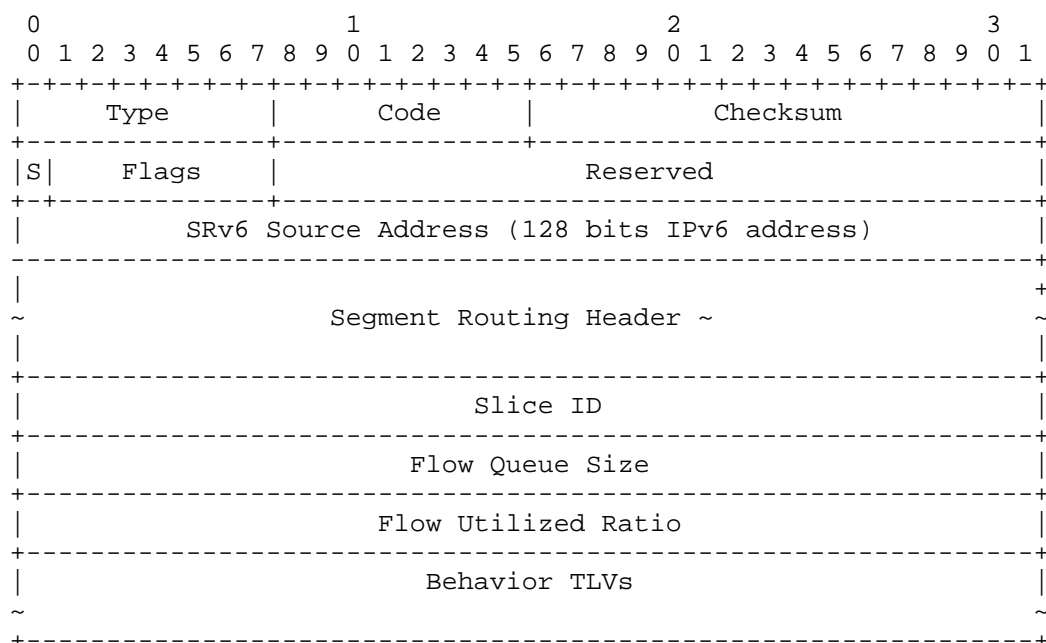 0                   1                   2                   3
 0 1 2 3 4 5 6 7 8 9 0 1 2 3 4 5 6 7 8 9 0 1 2 3 4 5 6 7 8 9 0 1
+-+-+-+-+-+-+-+-+-+-+-+-+-+-+-+-+-+-+-+-+-+-+-+-+-+-+-+-+-+-+-+-+
|     Type      |      Code     |           Checksum            |
+---------------+---------------+-------------------------------+
|S|    Flags    |                   Reserved                    |
+-+-------------+-----------------------------------------------+
|          SRv6 Source Address (128 bits IPv6 address)          |
----------------------------------------------------------------+
|                                                               +
~                   Segment Routing Header ~                    ~
|                                                               |
+---------------------------------------------------------------+
|                            Slice ID                           |
+---------------------------------------------------------------+
|                        Flow Queue Size                        |
+---------------------------------------------------------------+
|                      Flow Utilized Ratio                      |
+---------------------------------------------------------------+
|                         Behavior TLVs                         |
~                                                               ~
+---------------------------------------------------------------+